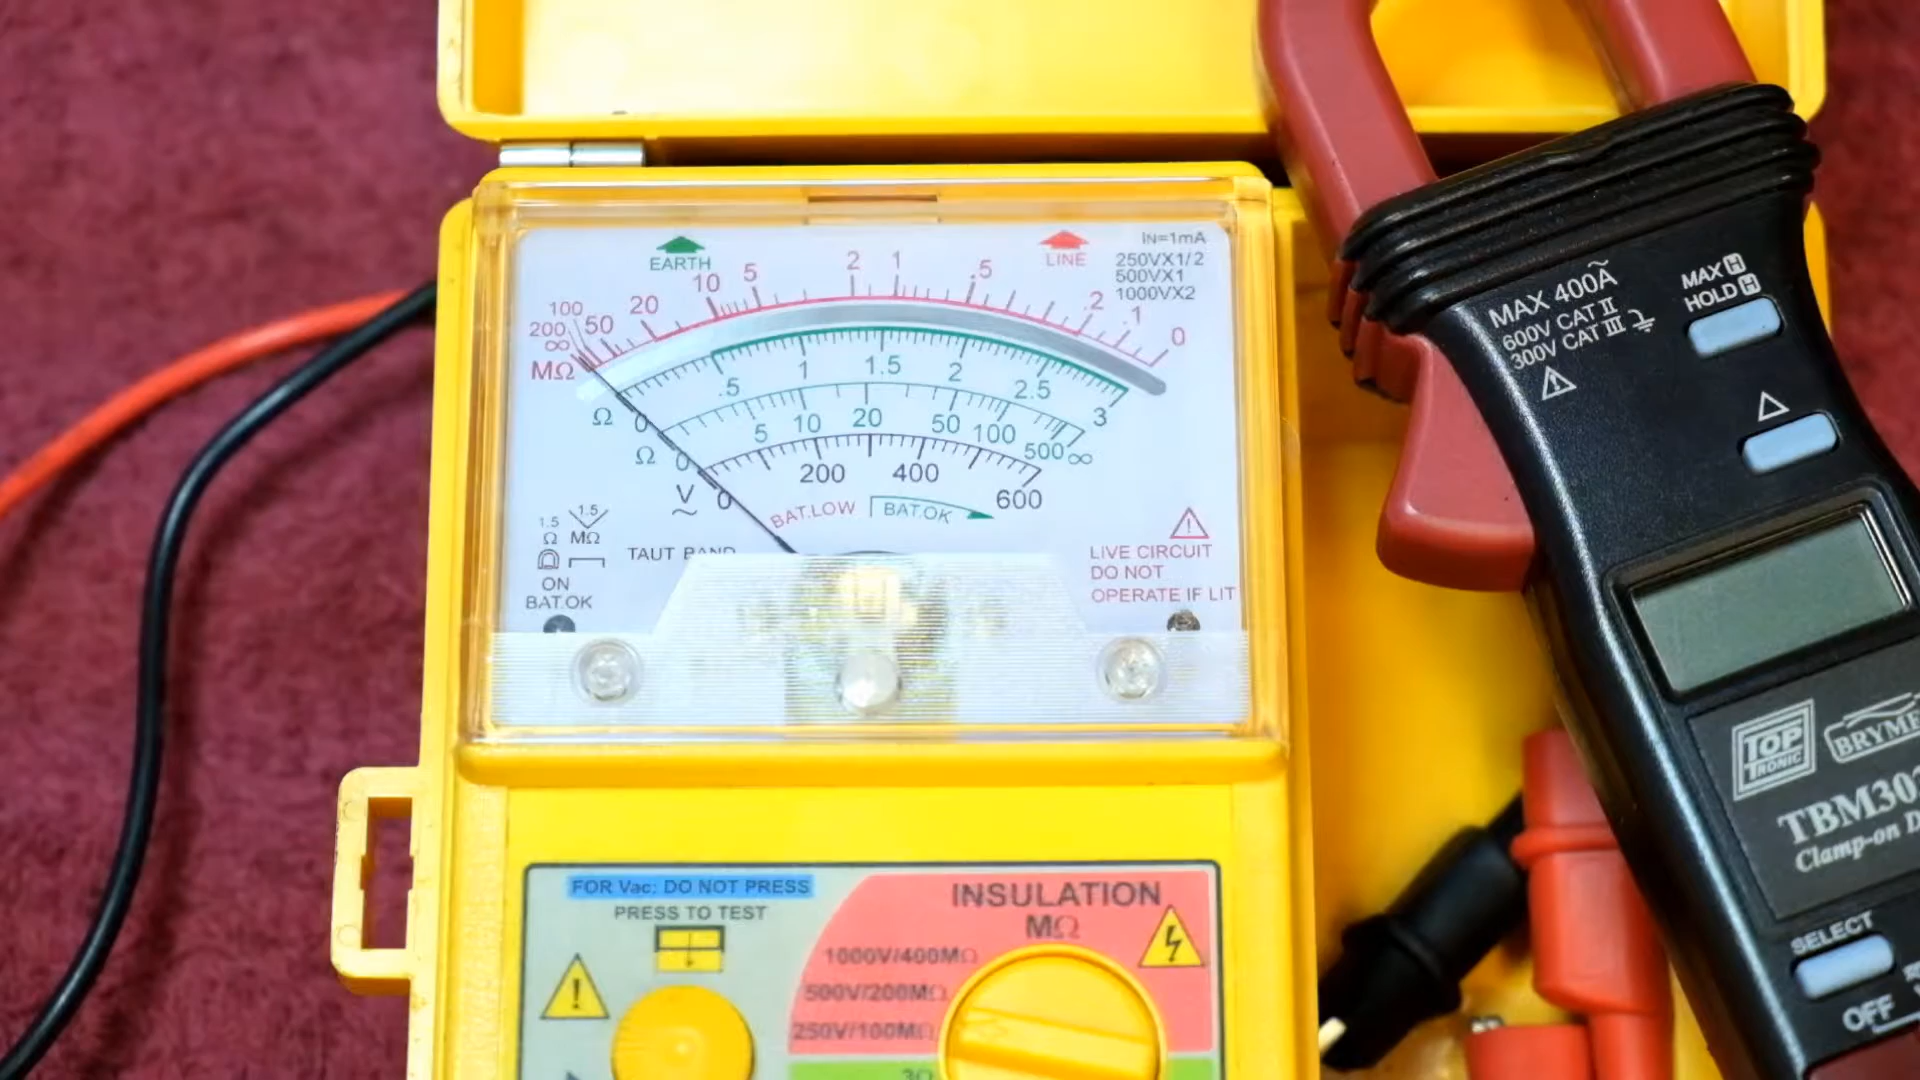 EARTH
LINE
IN=1mA
250VX1/2
500VX1
1000VX2
100 200 ∞ 50 20 10 5 2 1 .5 .2 .1 0
MΩ
Ω 0 .5 1 1.5 2 2.5 3
Ω 0 5 10 20 50 100 500 ∞
V ~ 0 200 400 600
BAT.LOW BAT.OK
1.5 Ω
1.5 MΩ
TAUT BAND
ON
BAT.OK
LIVE CIRCUIT
DO NOT
OPERATE IF LIT
FOR Vac: DO NOT PRESS
PRESS TO TEST
INSULATION
MΩ
1000V/400MΩ
500V/200MΩ
250V/100MΩ
3Ω
MAX 400A
600V CAT II
300V CAT III
MAX H
HOLD H
TOP
TRONIC
BRYME
TBM30
Clamp-on D
SELECT
OFF